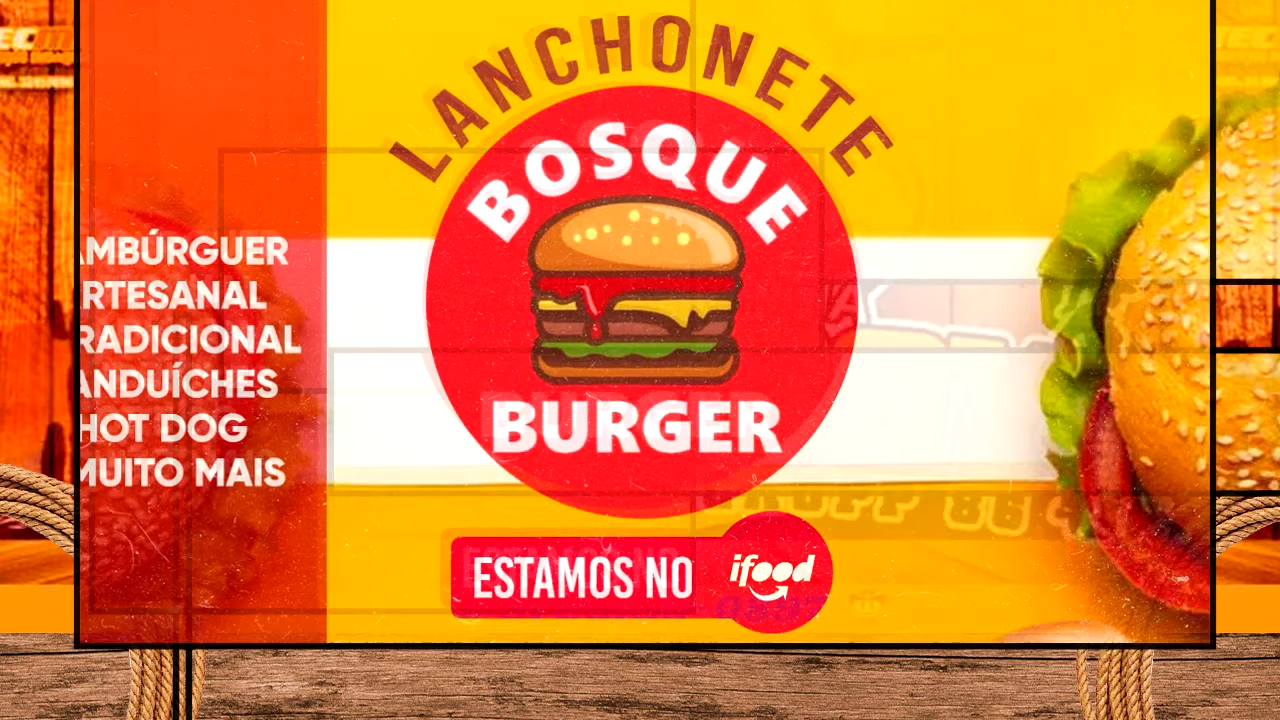 LANCHONETE
BOSQUE
BURGER
AMBÚRGUER
RTESANAL
RADICIONAL
ANDUÍCHES
HOT DOG
MUITO MAIS
ESTAMOS NO
ifood